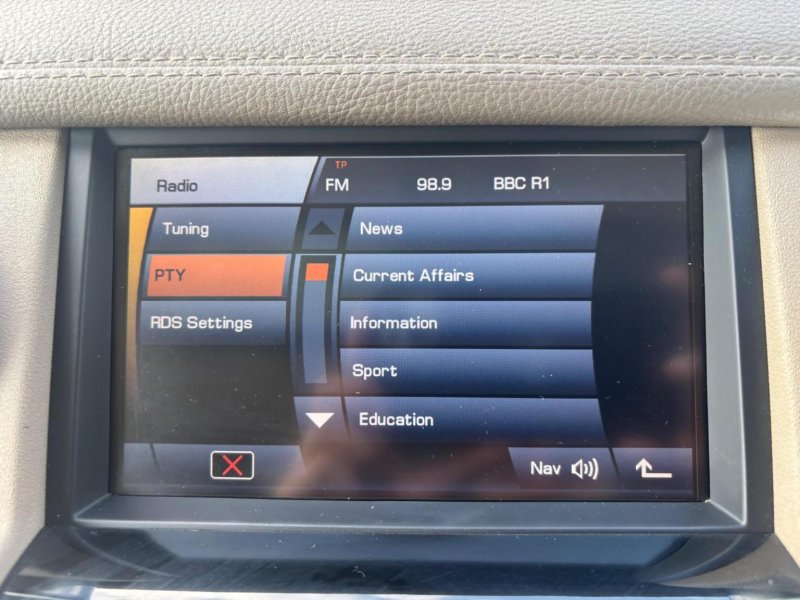 TP
Radio FM 98.9 BBC R1
Tuning News
PTY Current Affairs
RDS Settings Information
Sport
Education
Nav